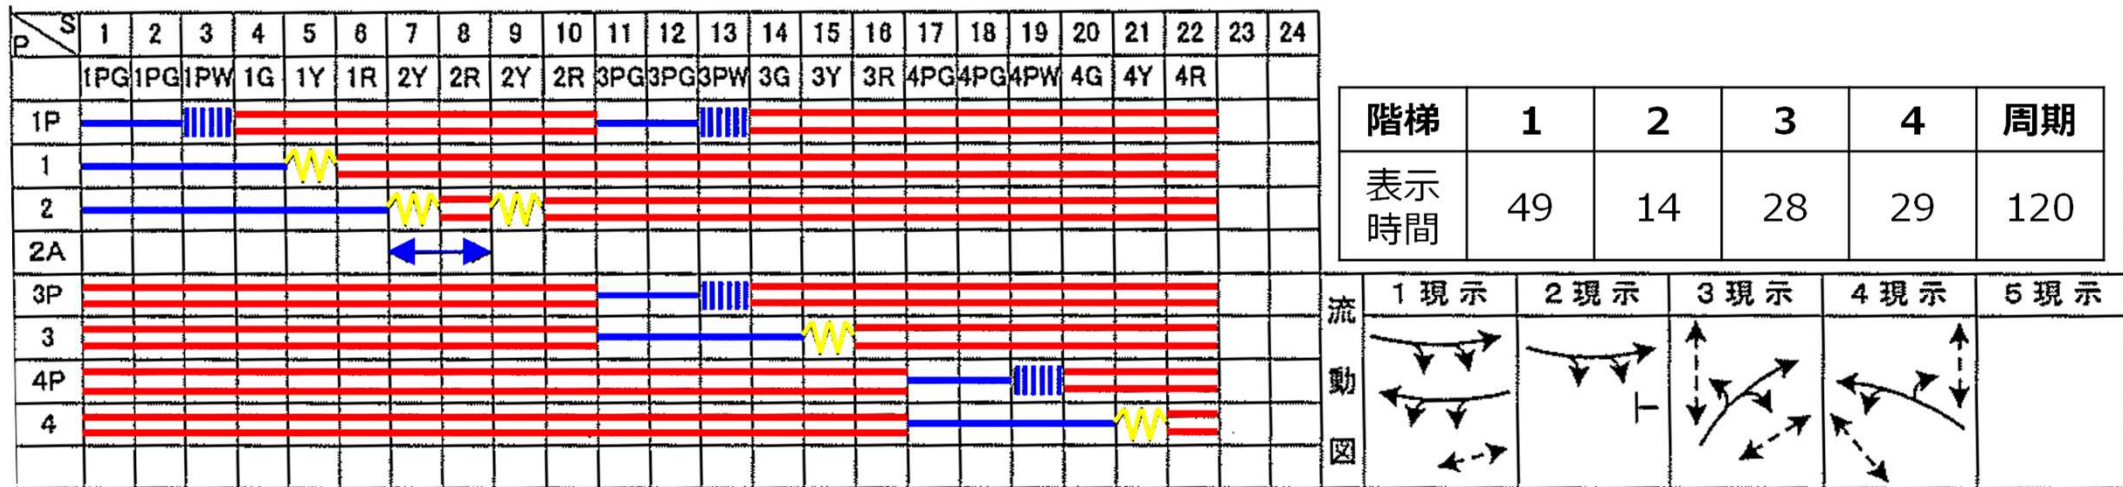 P S 1 2 3 4 5 6 7 8 9 10 11 12 13 14 15 16 17 18 19 20 21 22 23 24
1PG 1PG 1PW 1G 1Y 1R 2Y 2R 2Y 2R 3PG 3PG 3PW 3G 3Y 3R 4PG 4PG 4PW 4G 4Y 4R
1P
1
2
2A
3P
3
4P
4
階梯 1 2 3 4 周期
表示
時間 49 14 28 29 120
流動図 1現示 2現示 3現示 4現示 5現示